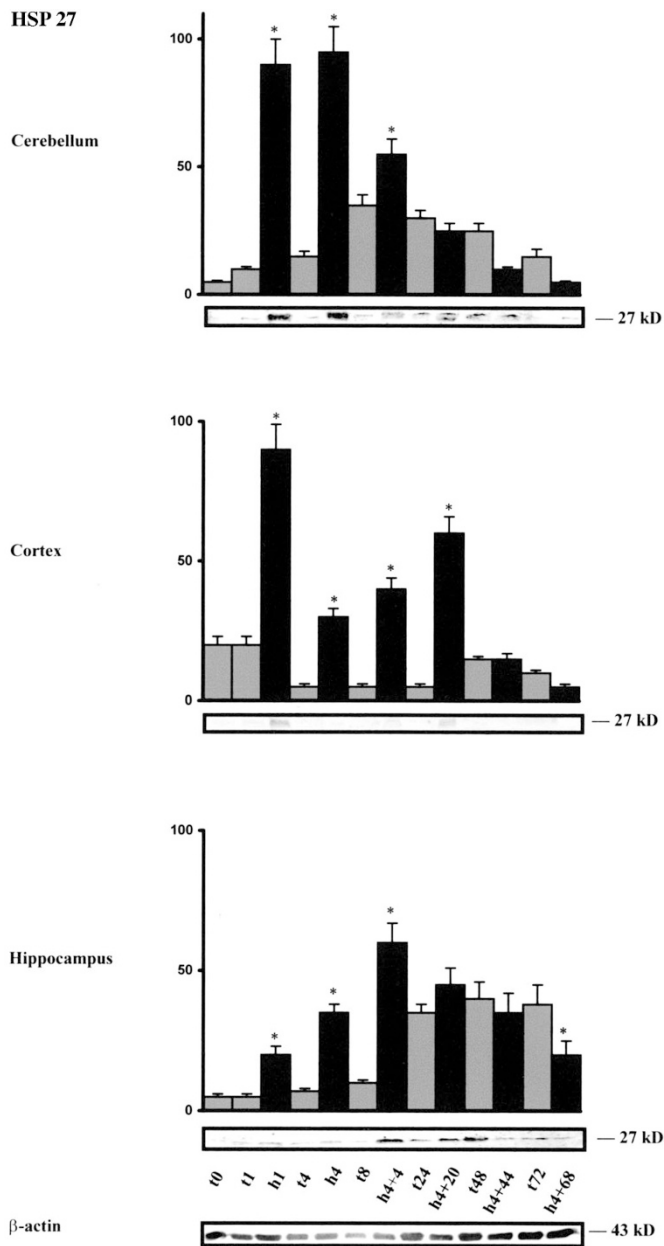 HSP 27
100
50
0
Cerebellum
* * *
— 27 kD
100
50
0
Cortex
* * * *
— 27 kD
100
50
0
Hippocampus
* * * *
— 27 kD
t0 t1 h1 t4 h4 t8 h4+4 t24 h4+20 t48 h4+44 t72 h4+68
β-actin — 43 kD